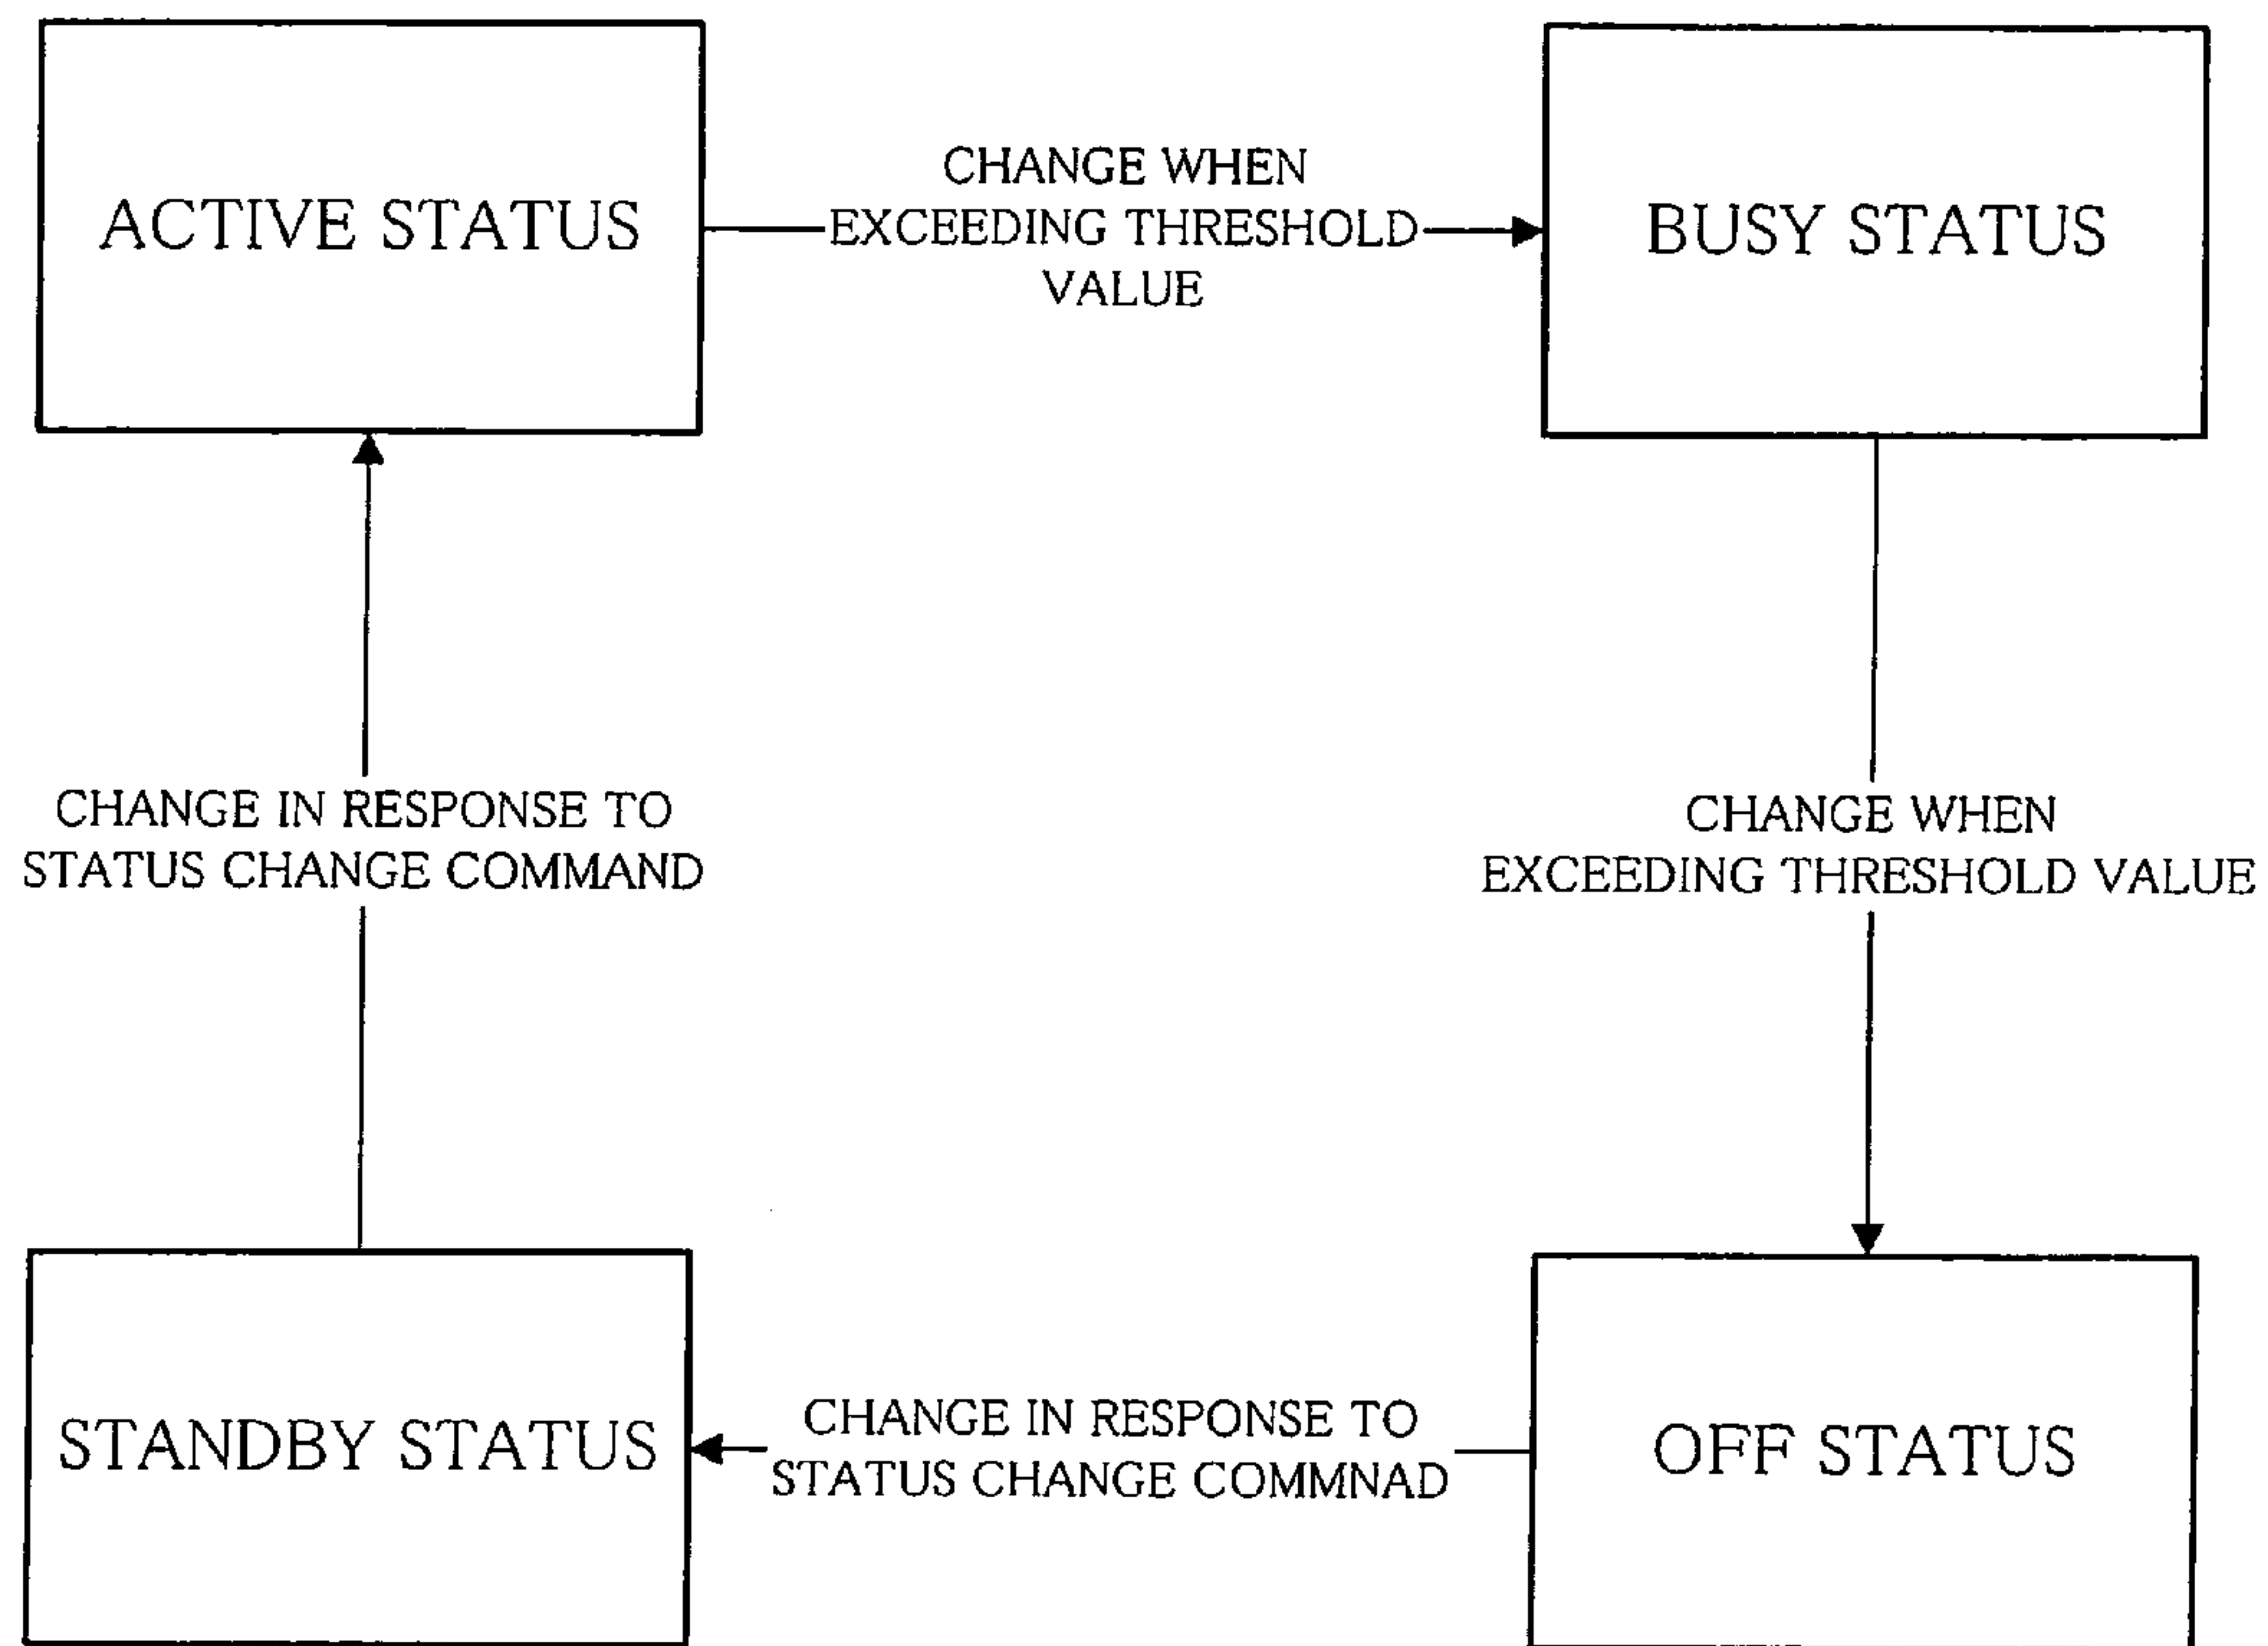 CHANGE WHEN
ACTIVE STATUS
EXCEEDING THRESHOLD
BUSY STATUS
VALUE
CHANGE IN RESPONSE TO
STATUS CHANGE COMMAND
CHANGE WHEN
EXCEEDING THRESHOLD VALUE
STANDBY STATUS
CHANGE IN RESPONSE TO
STATUS CHANGE COMMNAD
OFF STATUS